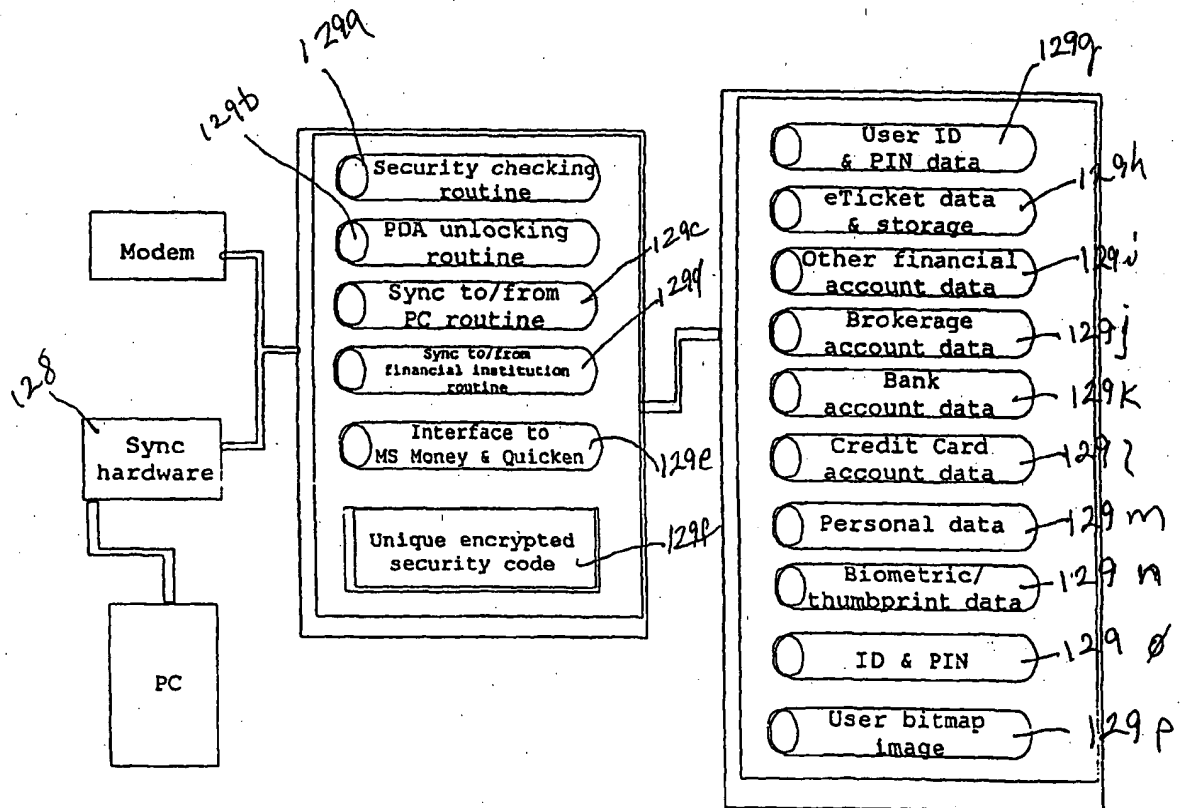 129a
129b
Security checking
routine
PDA unlocking
routine
129c
Sync to/from
PC routine
129d
Sync to/from
financial institution
routine
Interface to
MS Money & Quicken
129e
Unique encrypted
security code
129f
Modem
128
Sync
hardware
PC
129g
User ID
& PIN data
129h
eTicket data
& storage
129i
Other financial
account data
Brokerage
account data
129j
Bank
account data
129k
Credit Card
account data
129l
Personal data
129m
Biometric/
thumbprint data
129n
ID & PIN
129ø
User bitmap
image
129p